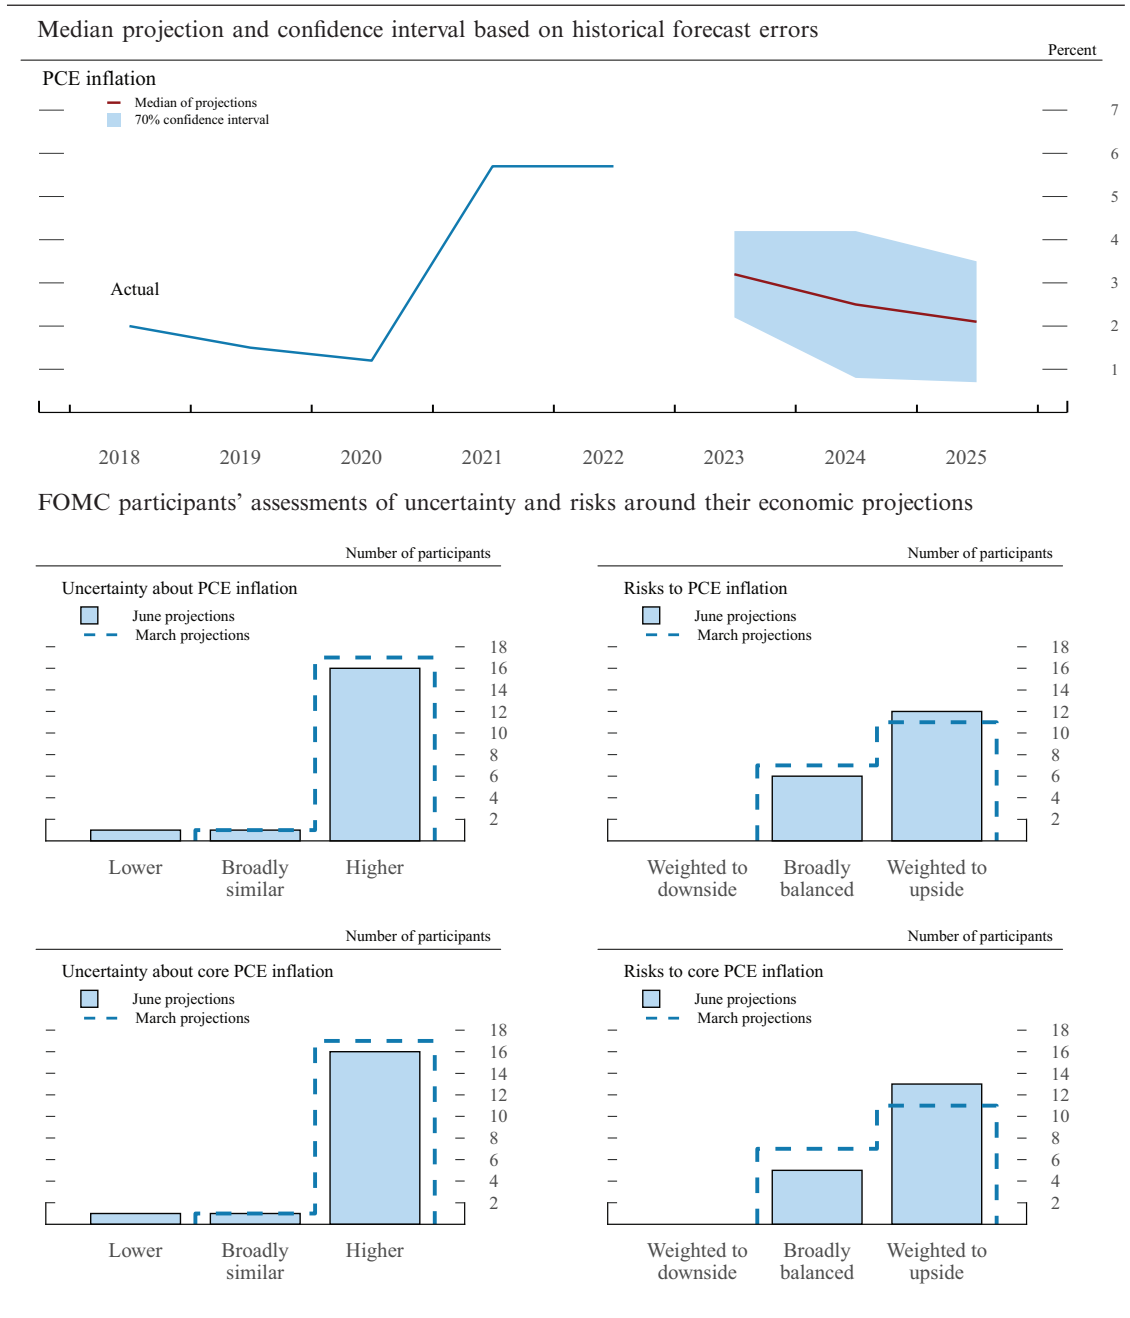 Median projection and confidence interval based on historical forecast errors
Percent
PCE inflation
Median of projections
70% confidence interval
7
6
5
4
3
2
1
Actual
2018 2019 2020 2021 2022 2023 2024 2025
FOMC participants’ assessments of uncertainty and risks around their economic projections
Number of participants
Uncertainty about PCE inflation
June projections
March projections
18
16
14
12
10
8
6
4
2
Lower Broadly similar Higher
Number of participants
Risks to PCE inflation
June projections
March projections
18
16
14
12
10
8
6
4
2
Weighted to downside Broadly balanced Weighted to upside
Number of participants
Uncertainty about core PCE inflation
June projections
March projections
18
16
14
12
10
8
6
4
2
Lower Broadly similar Higher
Number of participants
Risks to core PCE inflation
June projections
March projections
18
16
14
12
10
8
6
4
2
Weighted to downside Broadly balanced Weighted to upside